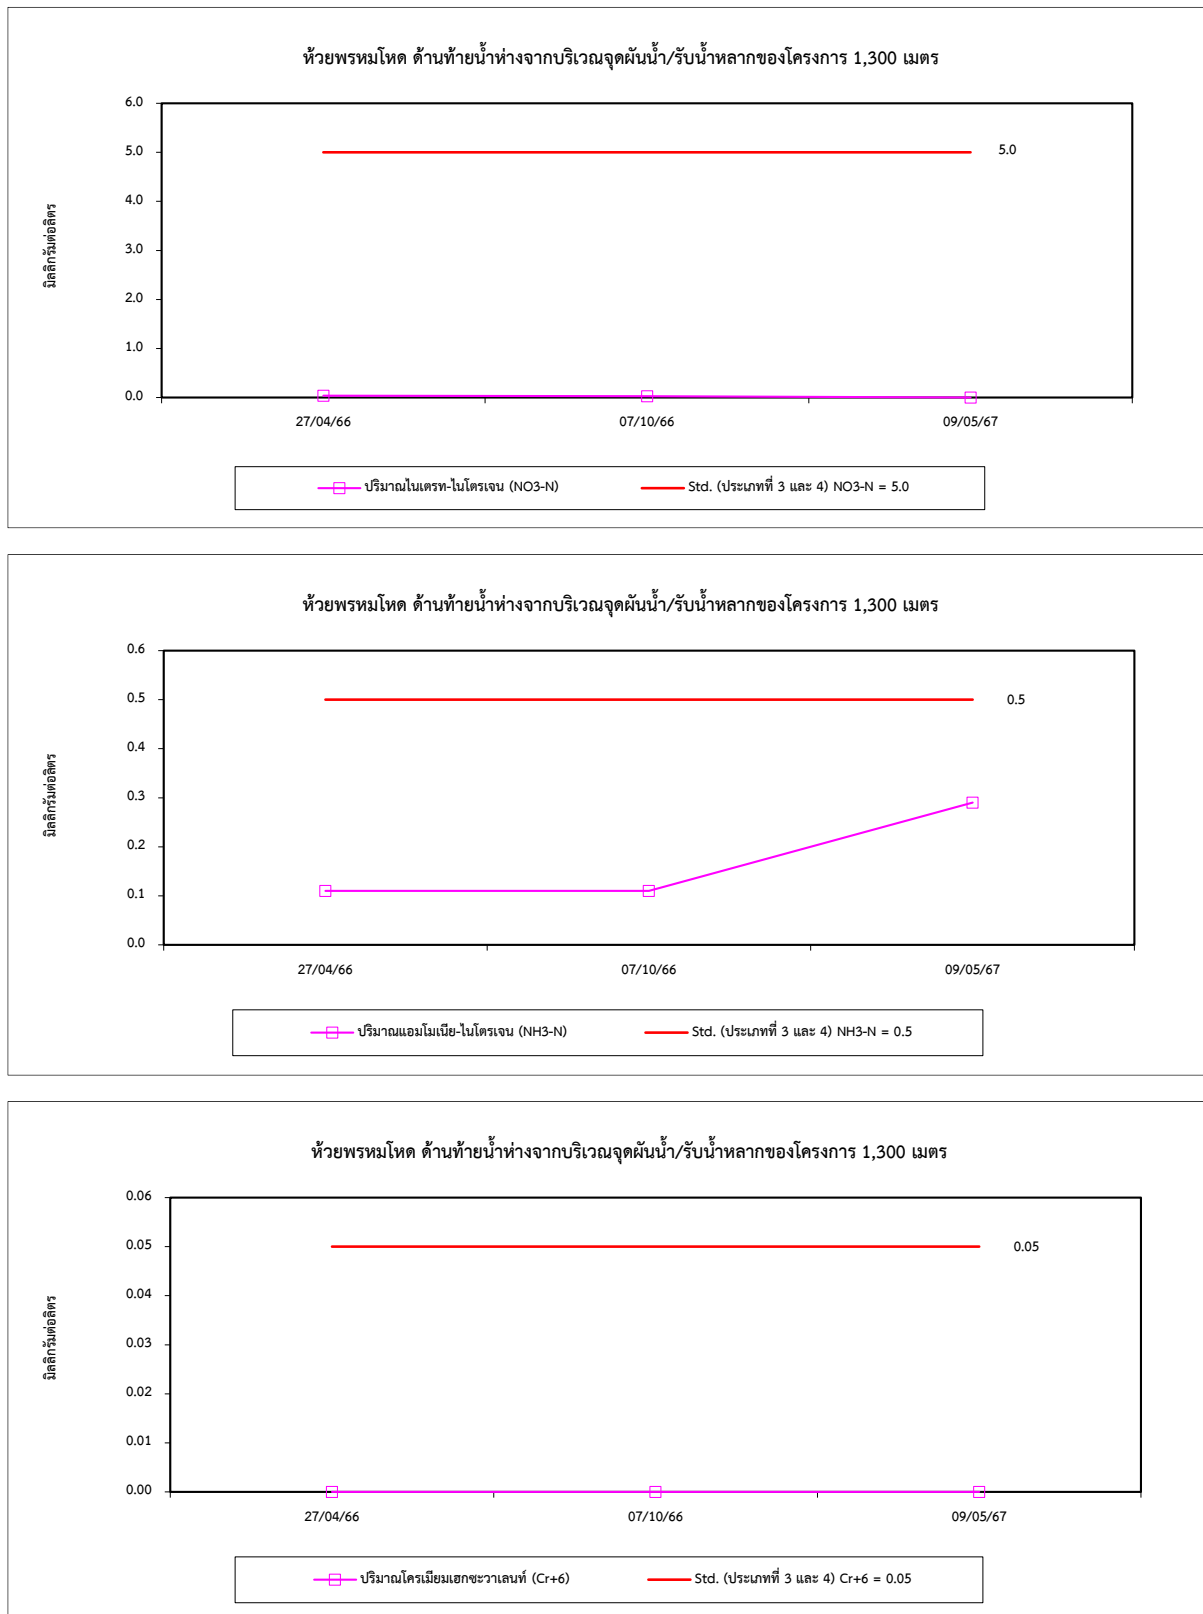 ห้วยพรหมโหด ด้านท้ายน้ำห่างจากบริเวณจุดผันน้ำ/รับน้ำหลากของโครงการ 1,300 เมตร
มิลลิกรัมต่อลิตร
6.0
5.0
4.0
3.0
2.0
1.0
0.0
5.0
27/04/66 07/10/66 09/05/67
ปริมาณไนเตรท-ไนโตรเจน (NO3-N) Std. (ประเภทที่ 3 และ 4) NO3-N = 5.0
ห้วยพรหมโหด ด้านท้ายน้ำห่างจากบริเวณจุดผันน้ำ/รับน้ำหลากของโครงการ 1,300 เมตร
มิลลิกรัมต่อลิตร
0.6
0.5
0.4
0.3
0.2
0.1
0.0
0.5
27/04/66 07/10/66 09/05/67
ปริมาณแอมโมเนีย-ไนโตรเจน (NH3-N) Std. (ประเภทที่ 3 และ 4) NH3-N = 0.5
ห้วยพรหมโหด ด้านท้ายน้ำห่างจากบริเวณจุดผันน้ำ/รับน้ำหลากของโครงการ 1,300 เมตร
มิลลิกรัมต่อลิตร
0.06
0.05
0.04
0.03
0.02
0.01
0.00
0.05
27/04/66 07/10/66 09/05/67
ปริมาณโครเมียมเฮกซะวาเลนท์ (Cr+6) Std. (ประเภทที่ 3 และ 4) Cr+6 = 0.05